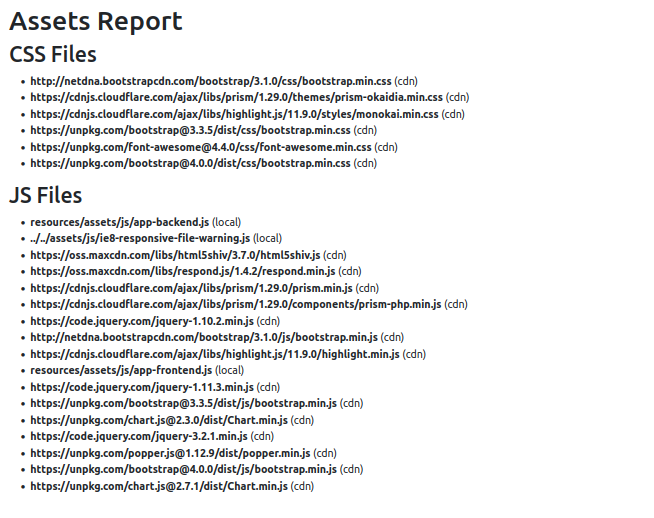 Assets Report
CSS Files
• http://netdna.bootstrapcdn.com/bootstrap/3.1.0/css/bootstrap.min.css (cdn)
• https://cdnjs.cloudflare.com/ajax/libs/prism/1.29.0/themes/prism-okaidia.min.css (cdn)
• https://cdnjs.cloudflare.com/ajax/libs/highlight.js/11.9.0/styles/monokai.min.css (cdn)
• https://unpkg.com/bootstrap@3.3.5/dist/css/bootstrap.min.css (cdn)
• https://unpkg.com/font-awesome@4.4.0/css/font-awesome.min.css (cdn)
• https://unpkg.com/bootstrap@4.0.0/dist/css/bootstrap.min.css (cdn)
JS Files
• resources/assets/js/app-backend.js (local)
• ../../assets/js/ie8-responsive-file-warning.js (local)
• https://oss.maxcdn.com/libs/html5shiv/3.7.0/html5shiv.js (cdn)
• https://oss.maxcdn.com/libs/respond.js/1.4.2/respond.min.js (cdn)
• https://cdnjs.cloudflare.com/ajax/libs/prism/1.29.0/prism.min.js (cdn)
• https://cdnjs.cloudflare.com/ajax/libs/prism/1.29.0/components/prism-php.min.js (cdn)
• https://code.jquery.com/jquery-1.10.2.min.js (cdn)
• http://netdna.bootstrapcdn.com/bootstrap/3.1.0/js/bootstrap.min.js (cdn)
• https://cdnjs.cloudflare.com/ajax/libs/highlight.js/11.9.0/highlight.min.js (cdn)
• resources/assets/js/app-frontend.js (local)
• https://code.jquery.com/jquery-1.11.3.min.js (cdn)
• https://unpkg.com/bootstrap@3.3.5/dist/js/bootstrap.min.js (cdn)
• https://unpkg.com/chart.js@2.3.0/dist/Chart.min.js (cdn)
• https://code.jquery.com/jquery-3.2.1.min.js (cdn)
• https://unpkg.com/popper.js@1.12.9/dist/popper.min.js (cdn)
• https://unpkg.com/bootstrap@4.0.0/dist/js/bootstrap.min.js (cdn)
• https://unpkg.com/chart.js@2.7.1/dist/Chart.min.js (cdn)